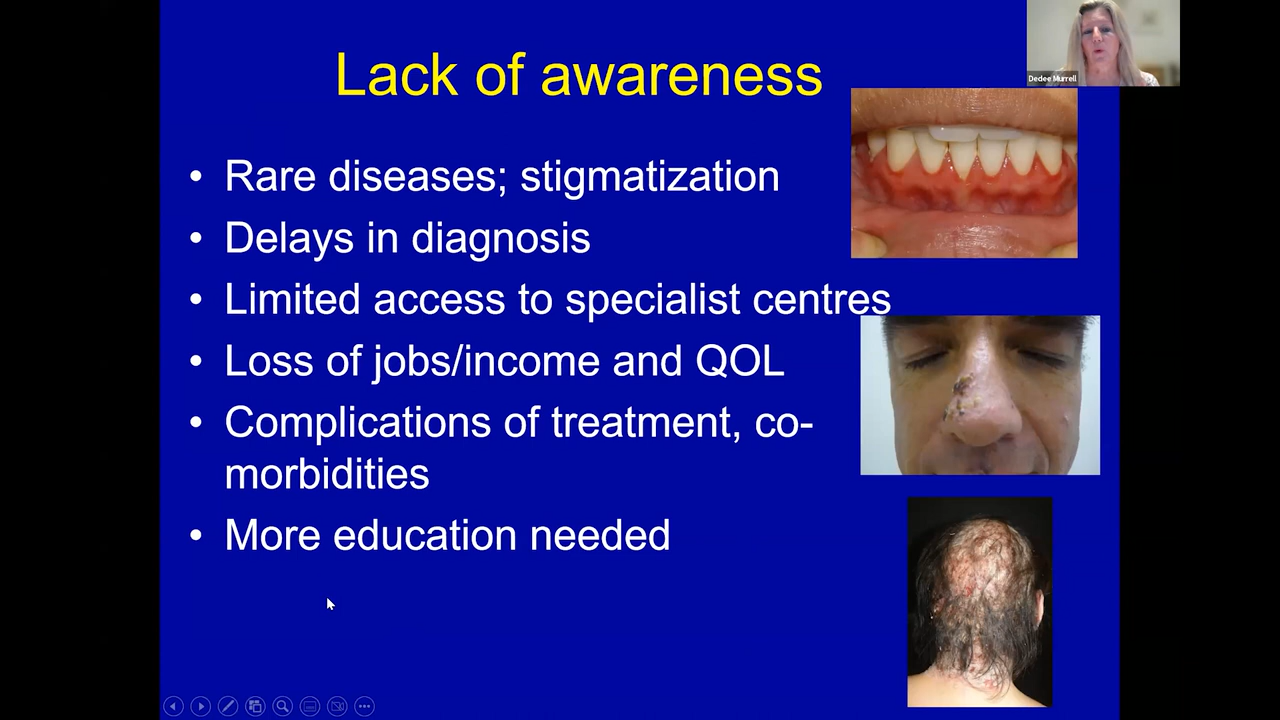 Lack of awareness
Dedee Murrell
• Rare diseases; stigmatization
• Delays in diagnosis
• Limited access to specialist centres
• Loss of jobs/income and QOL
• Complications of treatment, co-
morbidities
• More education needed